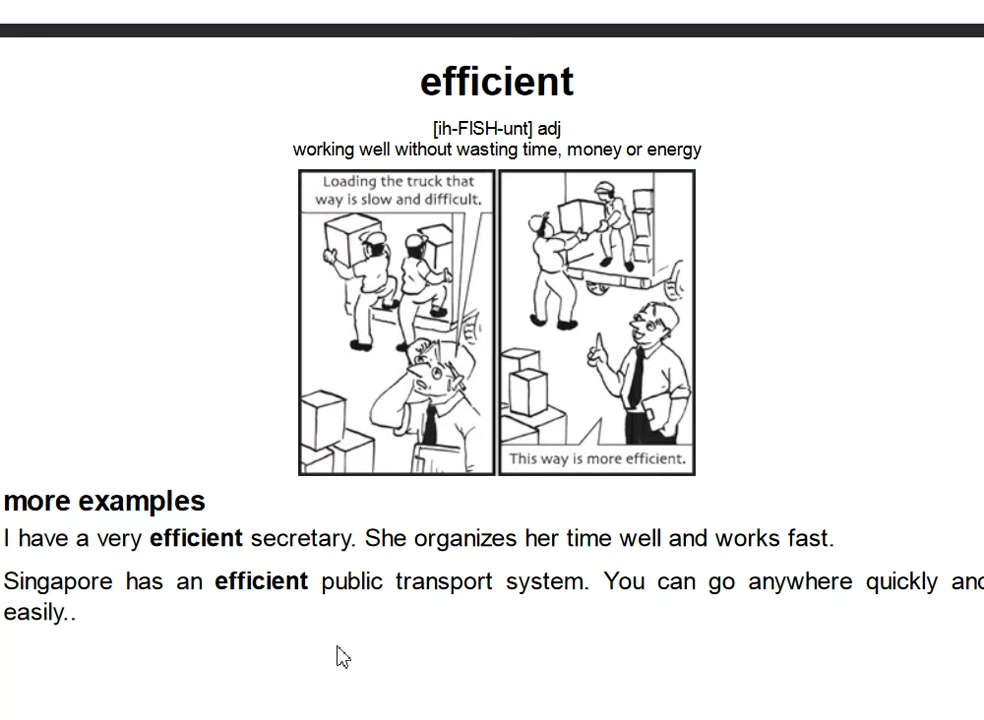 efficient
[ih-FISH-unt] adj
working well without wasting time, money or energy
Loading the truck that
way is slow and difficult.
This way is more efficient.
more examples
I have a very efficient secretary. She organizes her time well and works fast.
Singapore has an efficient public transport system. You can go anywhere quickly and
easily..